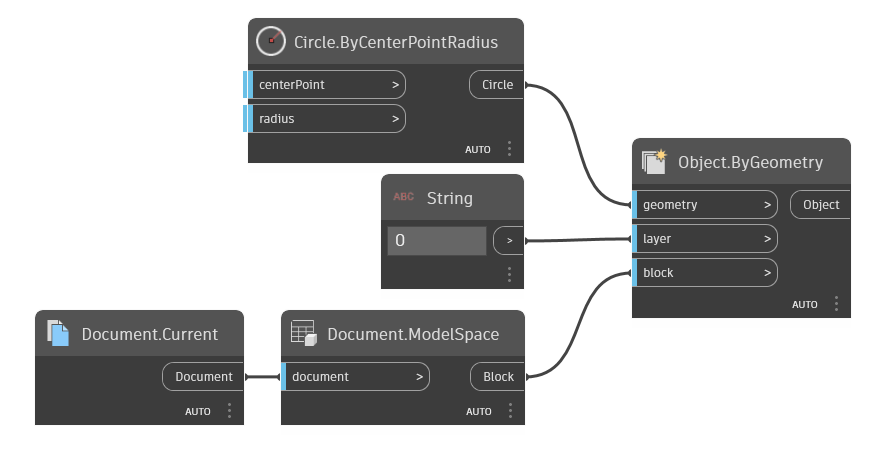 Circle.ByCenterPointRadius
centerPoint > Circle
radius >
AUTO
Object.ByGeometry
geometry > Object
layer >
block >
AUTO
ABC String
0 >
Document.Current
Document
AUTO
Document.ModelSpace
document > Block
AUTO